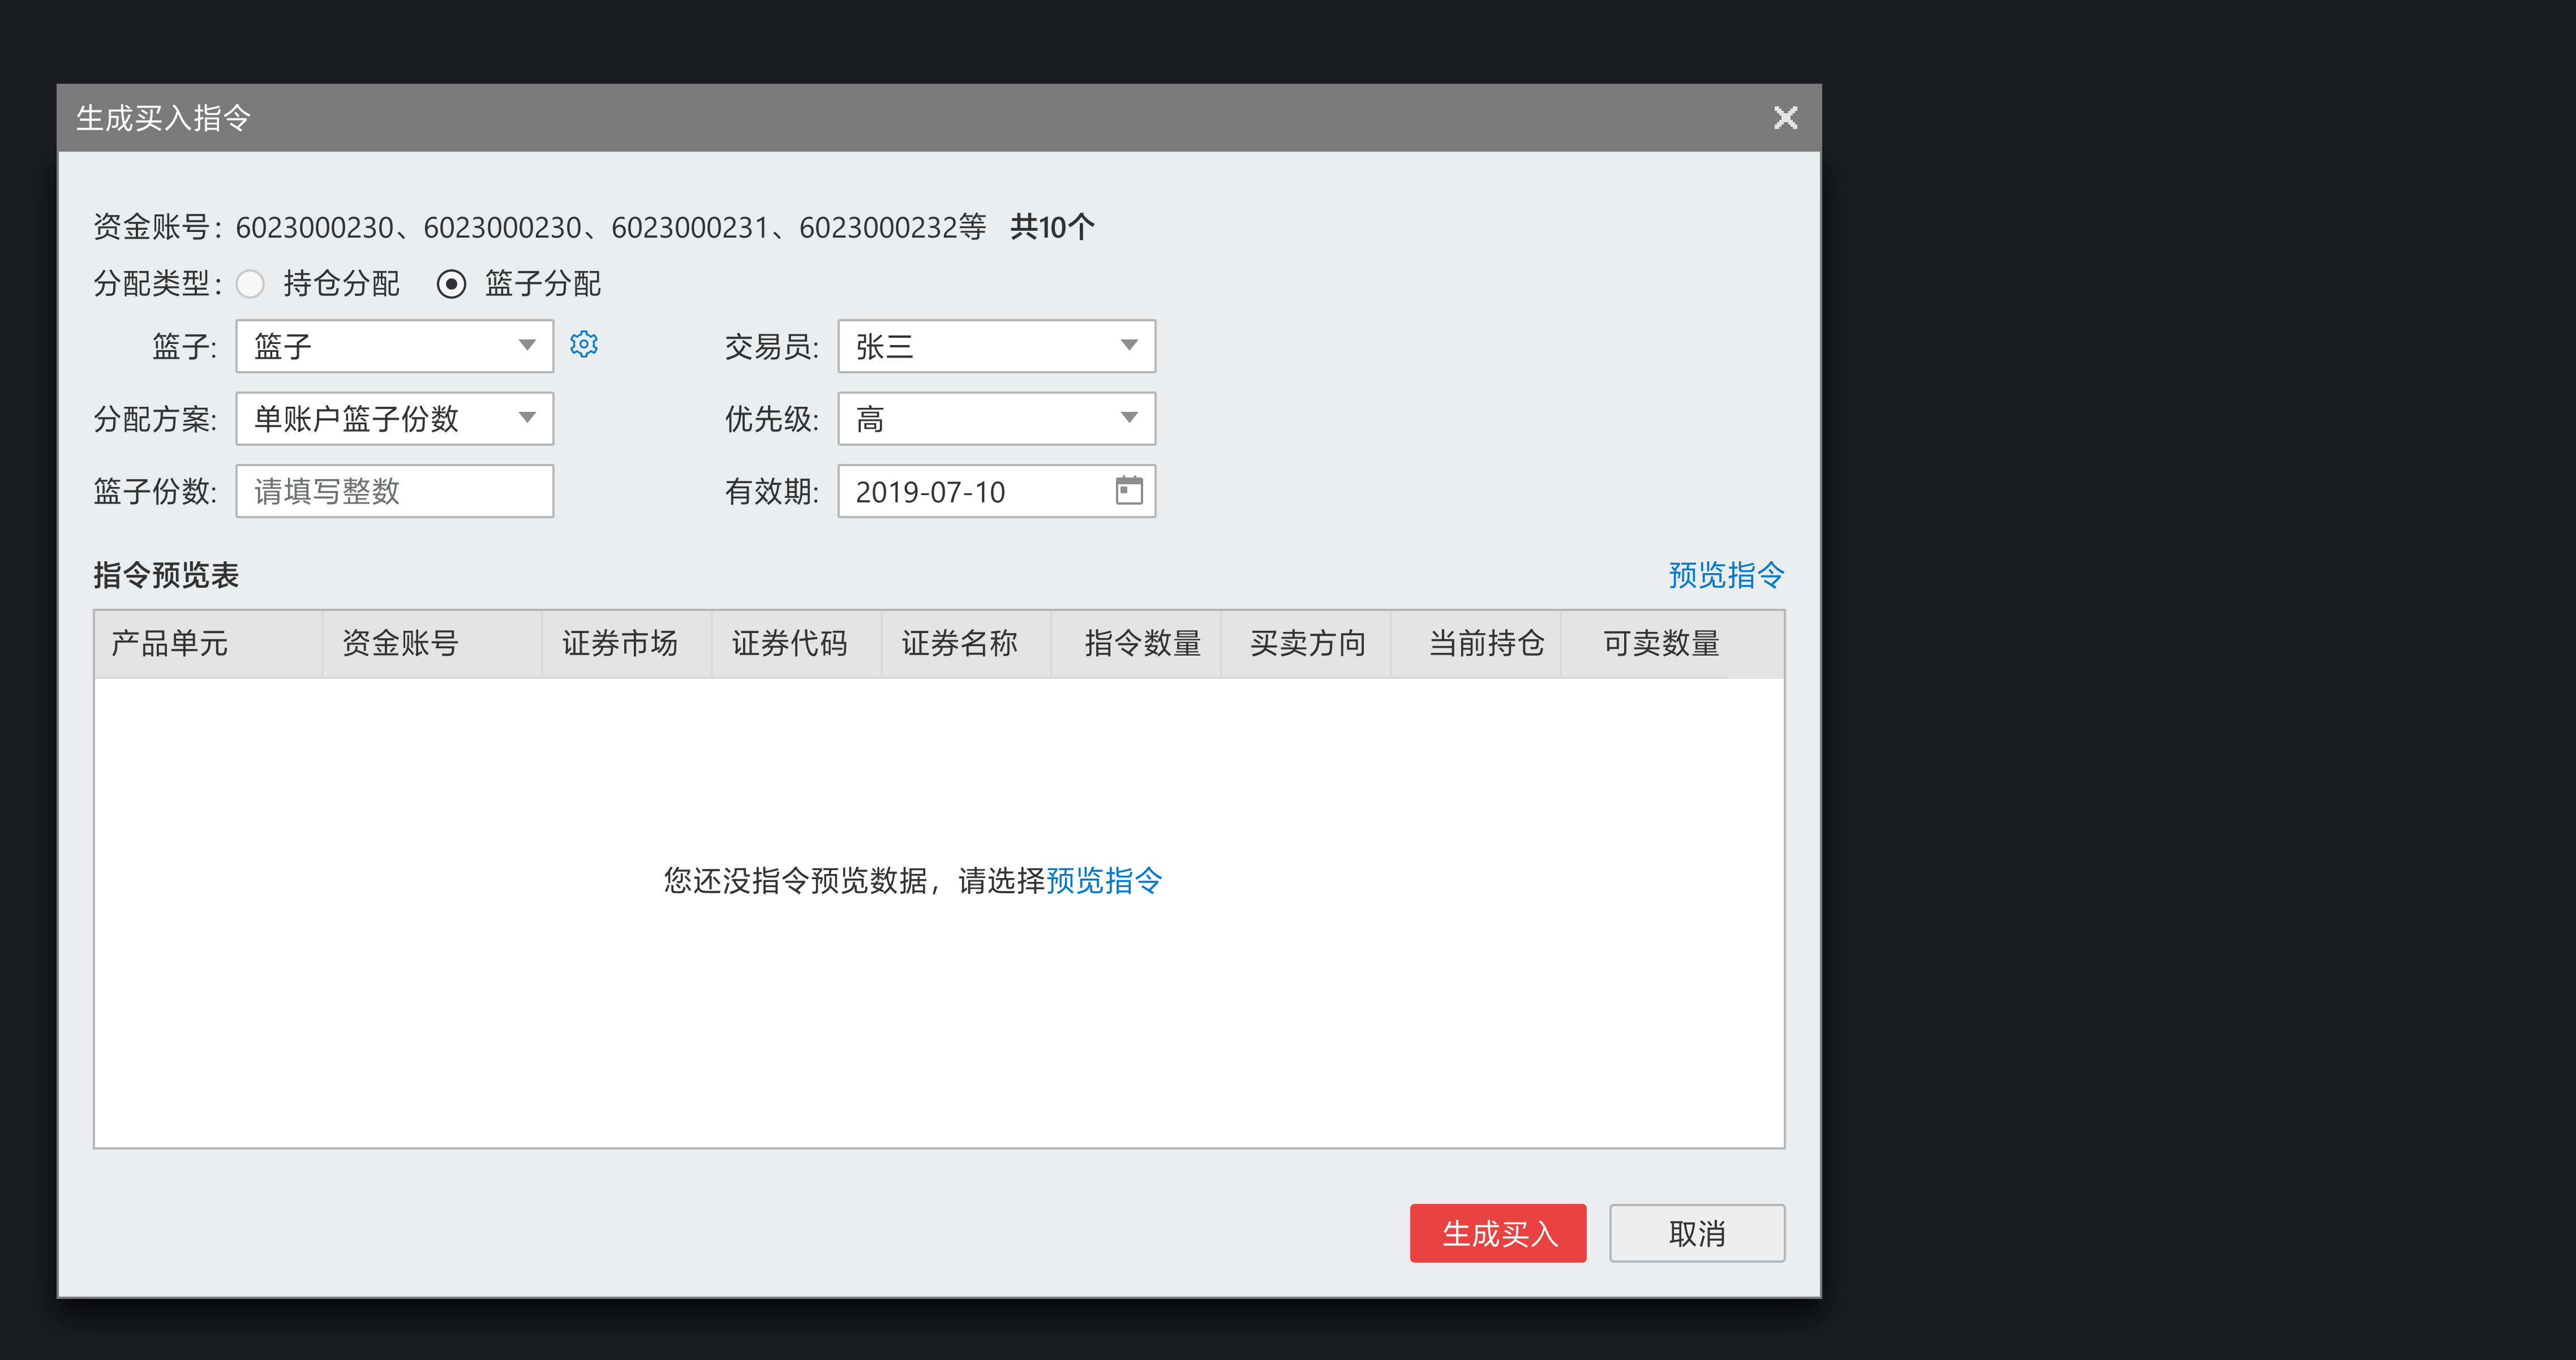 生成买入指令
资金账号：6023000230、6023000230、6023000231、6023000232等 共10个
分配类型：持仓分配 篮子分配
篮子: 篮子 交易员: 张三
分配方案: 单账户篮子份数 优先级: 高
篮子份数: 请填写整数 有效期: 2019-07-10
指令预览表 预览指令
产品单元 资金账号 证券市场 证券代码 证券名称 指令数量 买卖方向 当前持仓 可卖数量
您还没指令预览数据，请选择预览指令
生成买入 取消